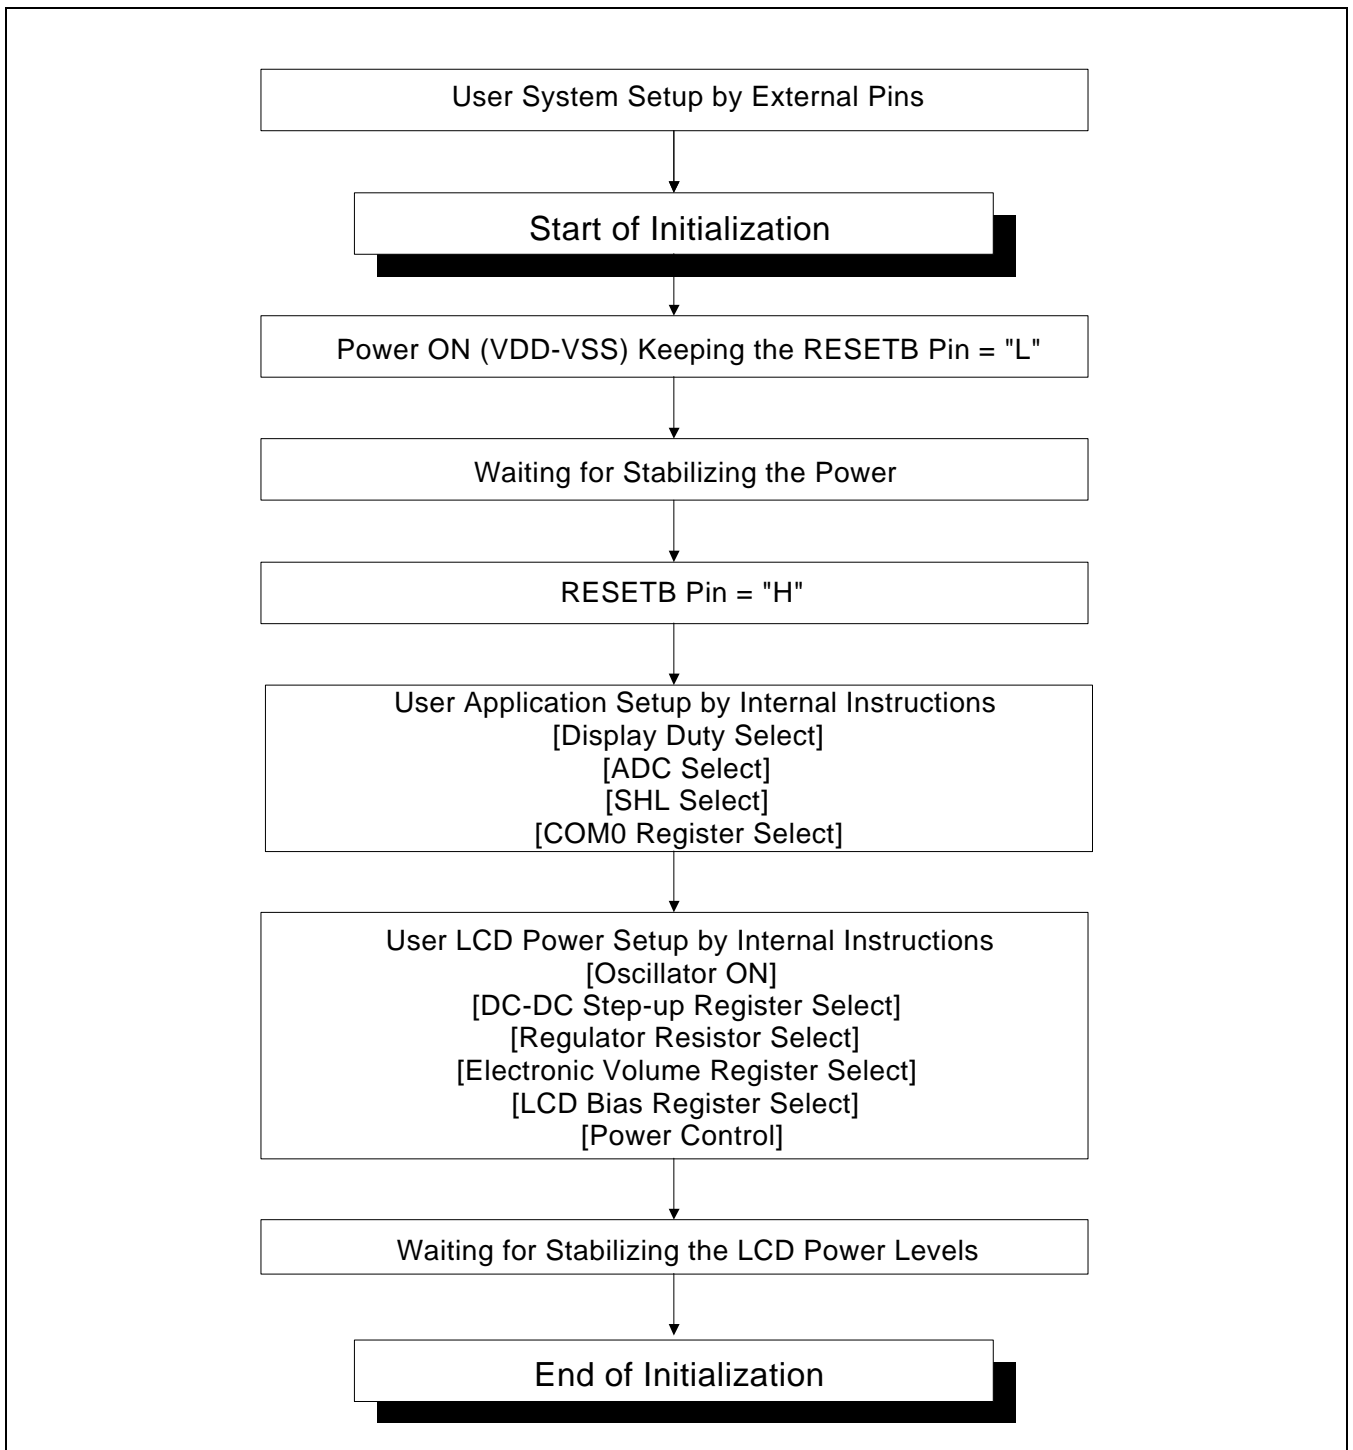 User System Setup by External Pins
Start of Initialization
Power ON (VDD-VSS) Keeping the RESETB Pin = "L"
Waiting for Stabilizing the Power
RESETB Pin = "H"
User Application Setup by Internal Instructions
[Display Duty Select]
[ADC Select]
[SHL Select]
[COM0 Register Select]
User LCD Power Setup by Internal Instructions
[Oscillator ON]
[DC-DC Step-up Register Select]
[Regulator Resistor Select]
[Electronic Volume Register Select]
[LCD Bias Register Select]
[Power Control]
Waiting for Stabilizing the LCD Power Levels
End of Initialization